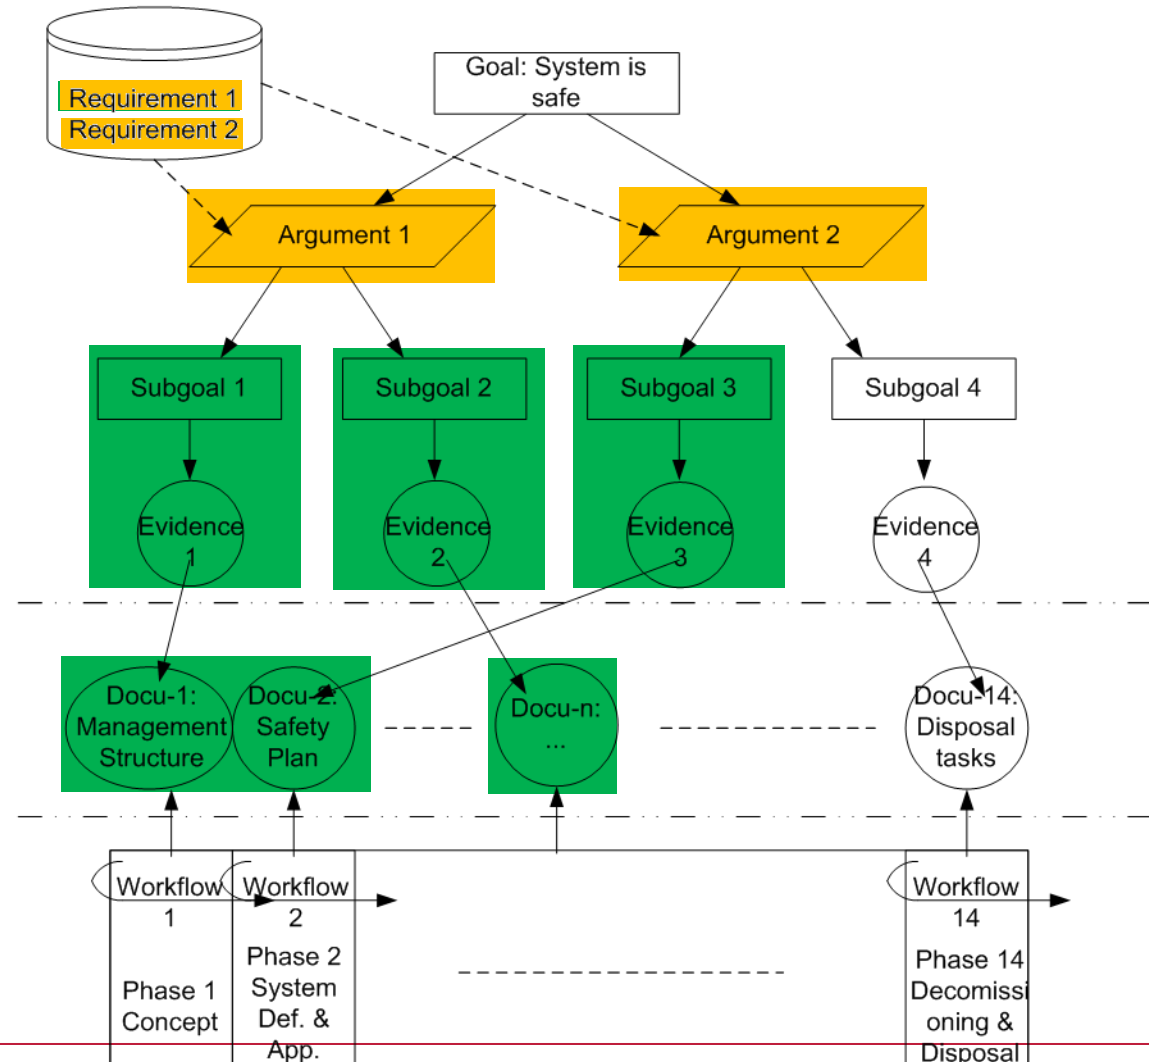 Requirement 1
Requirement 2
Goal: System is
safe
Argument 1
Argument 2
Subgoal 1
Subgoal 2
Subgoal 3
Subgoal 4
Evidence
1
Evidence
2
Evidence
3
Evidence
4
Docu-1:
Management
Structure
Docu-2:
Safety
Plan
Docu-n:
...
Docu-14:
Disposal
tasks
Workflow
1
Phase 1
Concept
Workflow
2
Phase 2
System
Def. &
App.
Workflow
14
Phase 14
Decomissi
oning &
Disposal